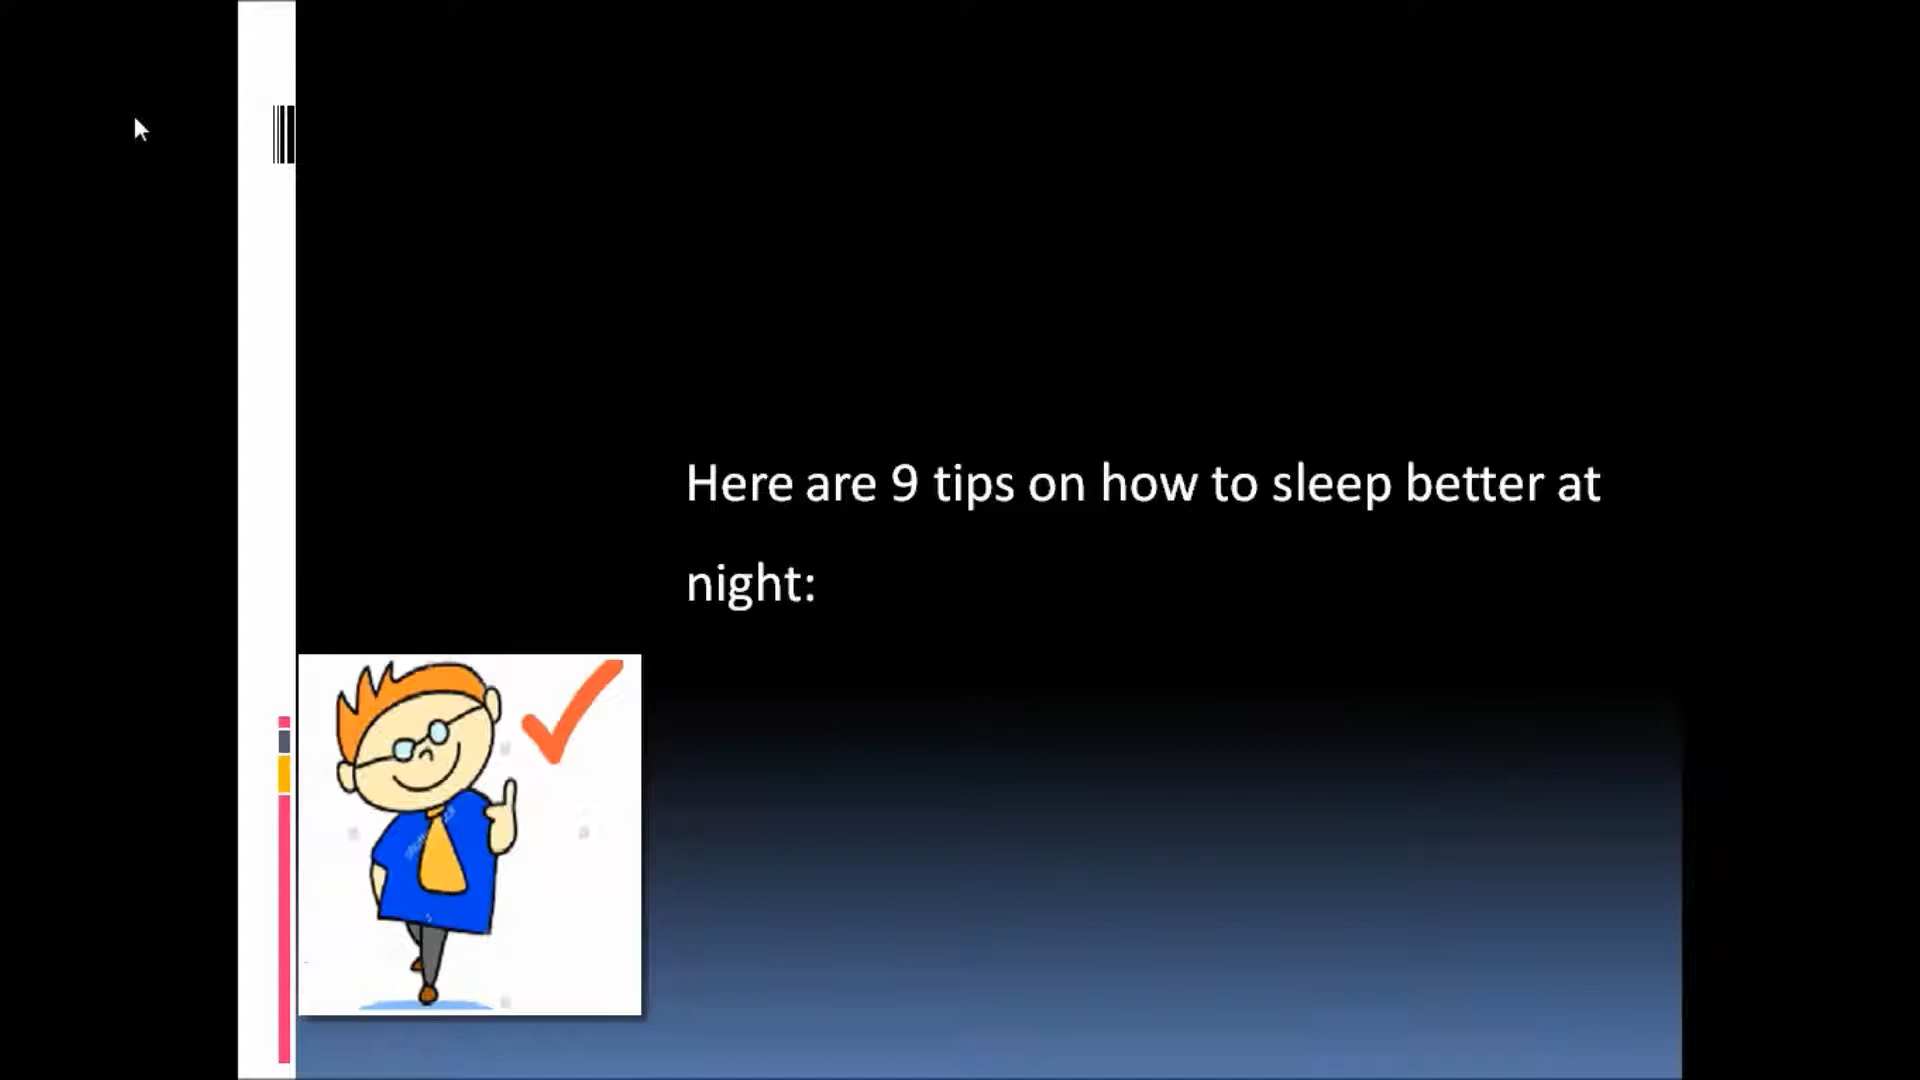 Here are 9 tips on how to sleep better at
night: